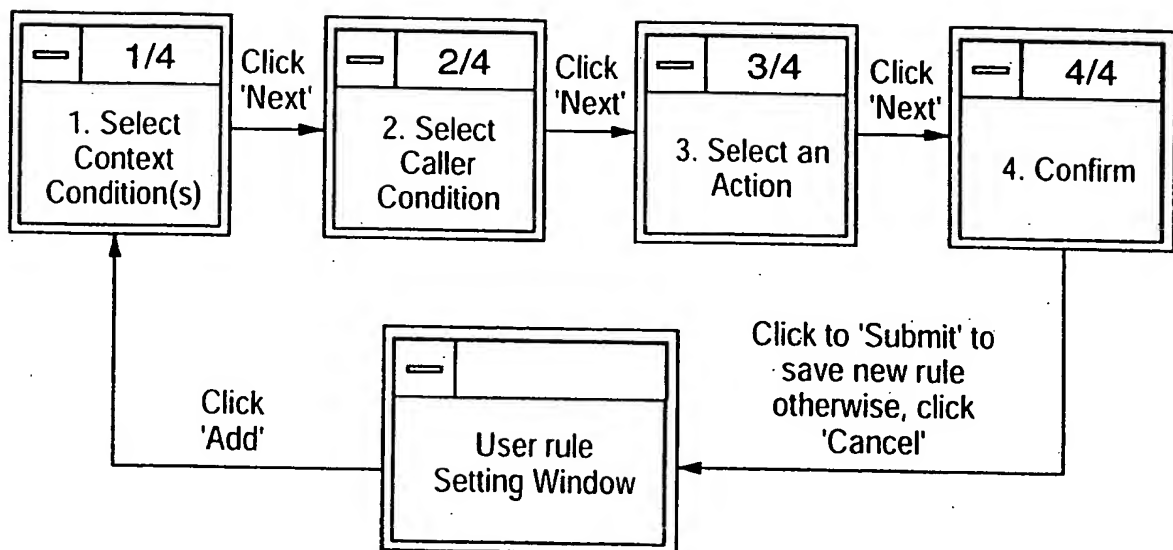 1/4
1. Select
Context
Condition(s)
Click
'Next'
2/4
2. Select
Caller
Condition
Click
'Next'
3/4
3. Select an
Action
Click
'Next'
4/4
4. Confirm
Click to 'Submit' to
save new rule
otherwise, click
'Cancel'
User rule
Setting Window
Click
'Add'